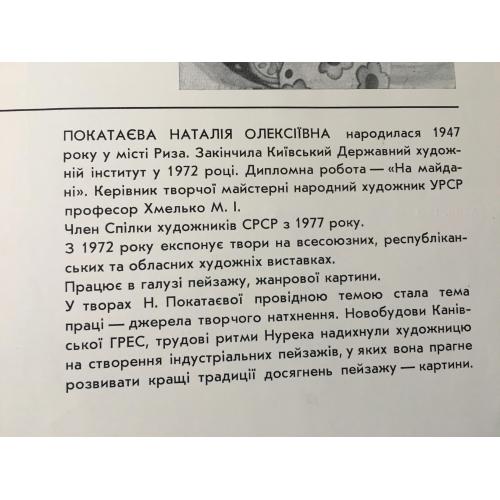 ПОКАТАЄВА НАТАЛІЯ ОЛЕКСІЇВНА народилася 1947
року у місті Риза. Закінчила Київський Державний художній
інститут у 1972 році. Дипломна робота — «На майдані».
Керівник творчої майстерні народний художник УРСР
професор Хмелько М. І.
Член Спілки художників СРСР з 1977 року.
З 1972 року експонує твори на всесоюзних, республіканських
та обласних художніх виставках.
Працює в галузі пейзажу, жанрової картини.
У творах Н. Покатаєвої провідною темою стала тема
праці — джерела творчого натхнення. Новобудови Канівської
ГРЕС, трудові ритми Нурека надихнули художницю
на створення індустріальних пейзажів, у яких вона прагне
розвивати кращі традиції досягнень пейзажу — картини.